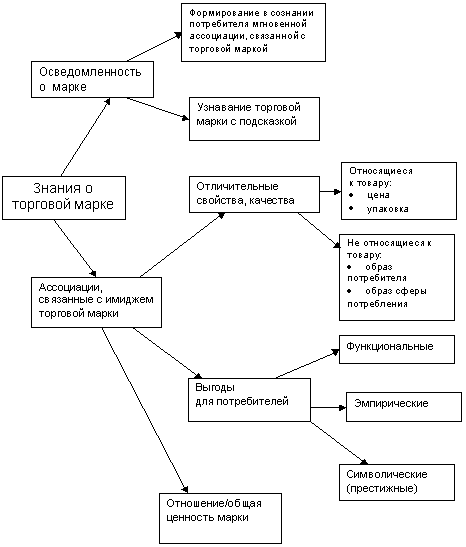 Формирование в сознании
потребителя мгновенной
ассоциации, связанной с
торговой маркой
Осведомленность
о марке
Узнавание торговой
марки с подсказкой
Знания о
торговой марке
Отличительные
свойства, качества
Относящиеся
к товару:
• цена
• упаковка
Не относящиеся к
товару:
• образ
потребителя
• образ сферы
потребления
Ассоциации,
связанные с имиджем
торговой марки
Функциональные
Выгоды
для потребителей
Эмпирические
Символические
(престижные)
Отношение/общая
ценность марки